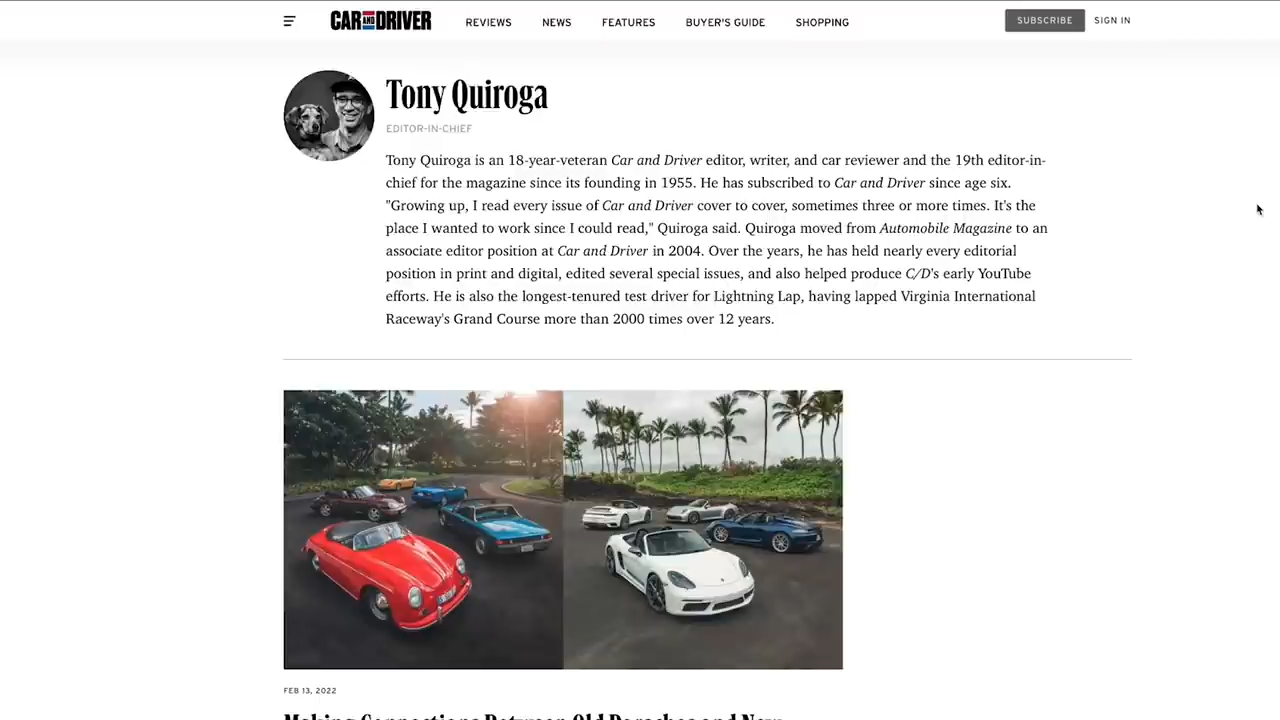 CAR AND DRIVER
REVIEWS
NEWS
FEATURES
BUYER'S GUIDE
SHOPPING
SUBSCRIBE
SIGN IN
Tony Quiroga
EDITOR-IN-CHIEF
Tony Quiroga is an 18-year-veteran Car and Driver editor, writer, and car reviewer and the 19th editor-in-
chief for the magazine since its founding in 1955. He has subscribed to Car and Driver since age six.
"Growing up, I read every issue of Car and Driver cover to cover, sometimes three or more times. It's the
place I wanted to work since I could read," Quiroga said. Quiroga moved from Automobile Magazine to an
associate editor position at Car and Driver in 2004. Over the years, he has held nearly every editorial
position in print and digital, edited several special issues, and also helped produce C/D's early YouTube
efforts. He is also the longest-tenured test driver for Lightning Lap, having lapped Virginia International
Raceway's Grand Course more than 2000 times over 12 years.
FEB 13, 2022
Making Connections Between Old Porsches and New